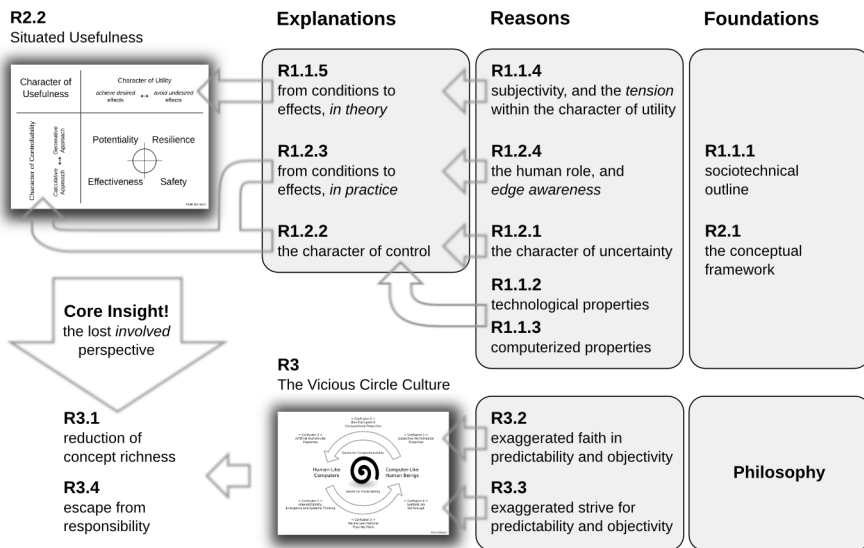 R2.2
Situated Usefulness
Explanations
Reasons
Foundations
Character of
Usefulness
Character of Utility
achieve desired
effects
↔
avoid undesired
effects
Character of Controllability
Calculative
Approach
↔
Generative
Approach
Potentiality
Resilience
Effectiveness
Safety
R1.1.5
from conditions to
effects, in theory
R1.2.3
from conditions to
effects, in practice
R1.2.2
the character of control
R1.1.4
subjectivity, and the tension
within the character of utility
R1.2.4
the human role, and
edge awareness
R1.2.1
the character of uncertainty
R1.1.2
technological properties
R1.1.3
computerized properties
R1.1.1
sociotechnical
outline
R2.1
the conceptual
framework
Core Insight!
the lost involved
perspective
R3
The Vicious Circle Culture
R3.1
reduction of
concept richness
R3.4
escape from
responsibility
Human-Like
Computers
Computer-Like
Human Beings
R3.2
exaggerated faith in
predictability and objectivity
R3.3
exaggerated strive for
predictability and objectivity
Philosophy